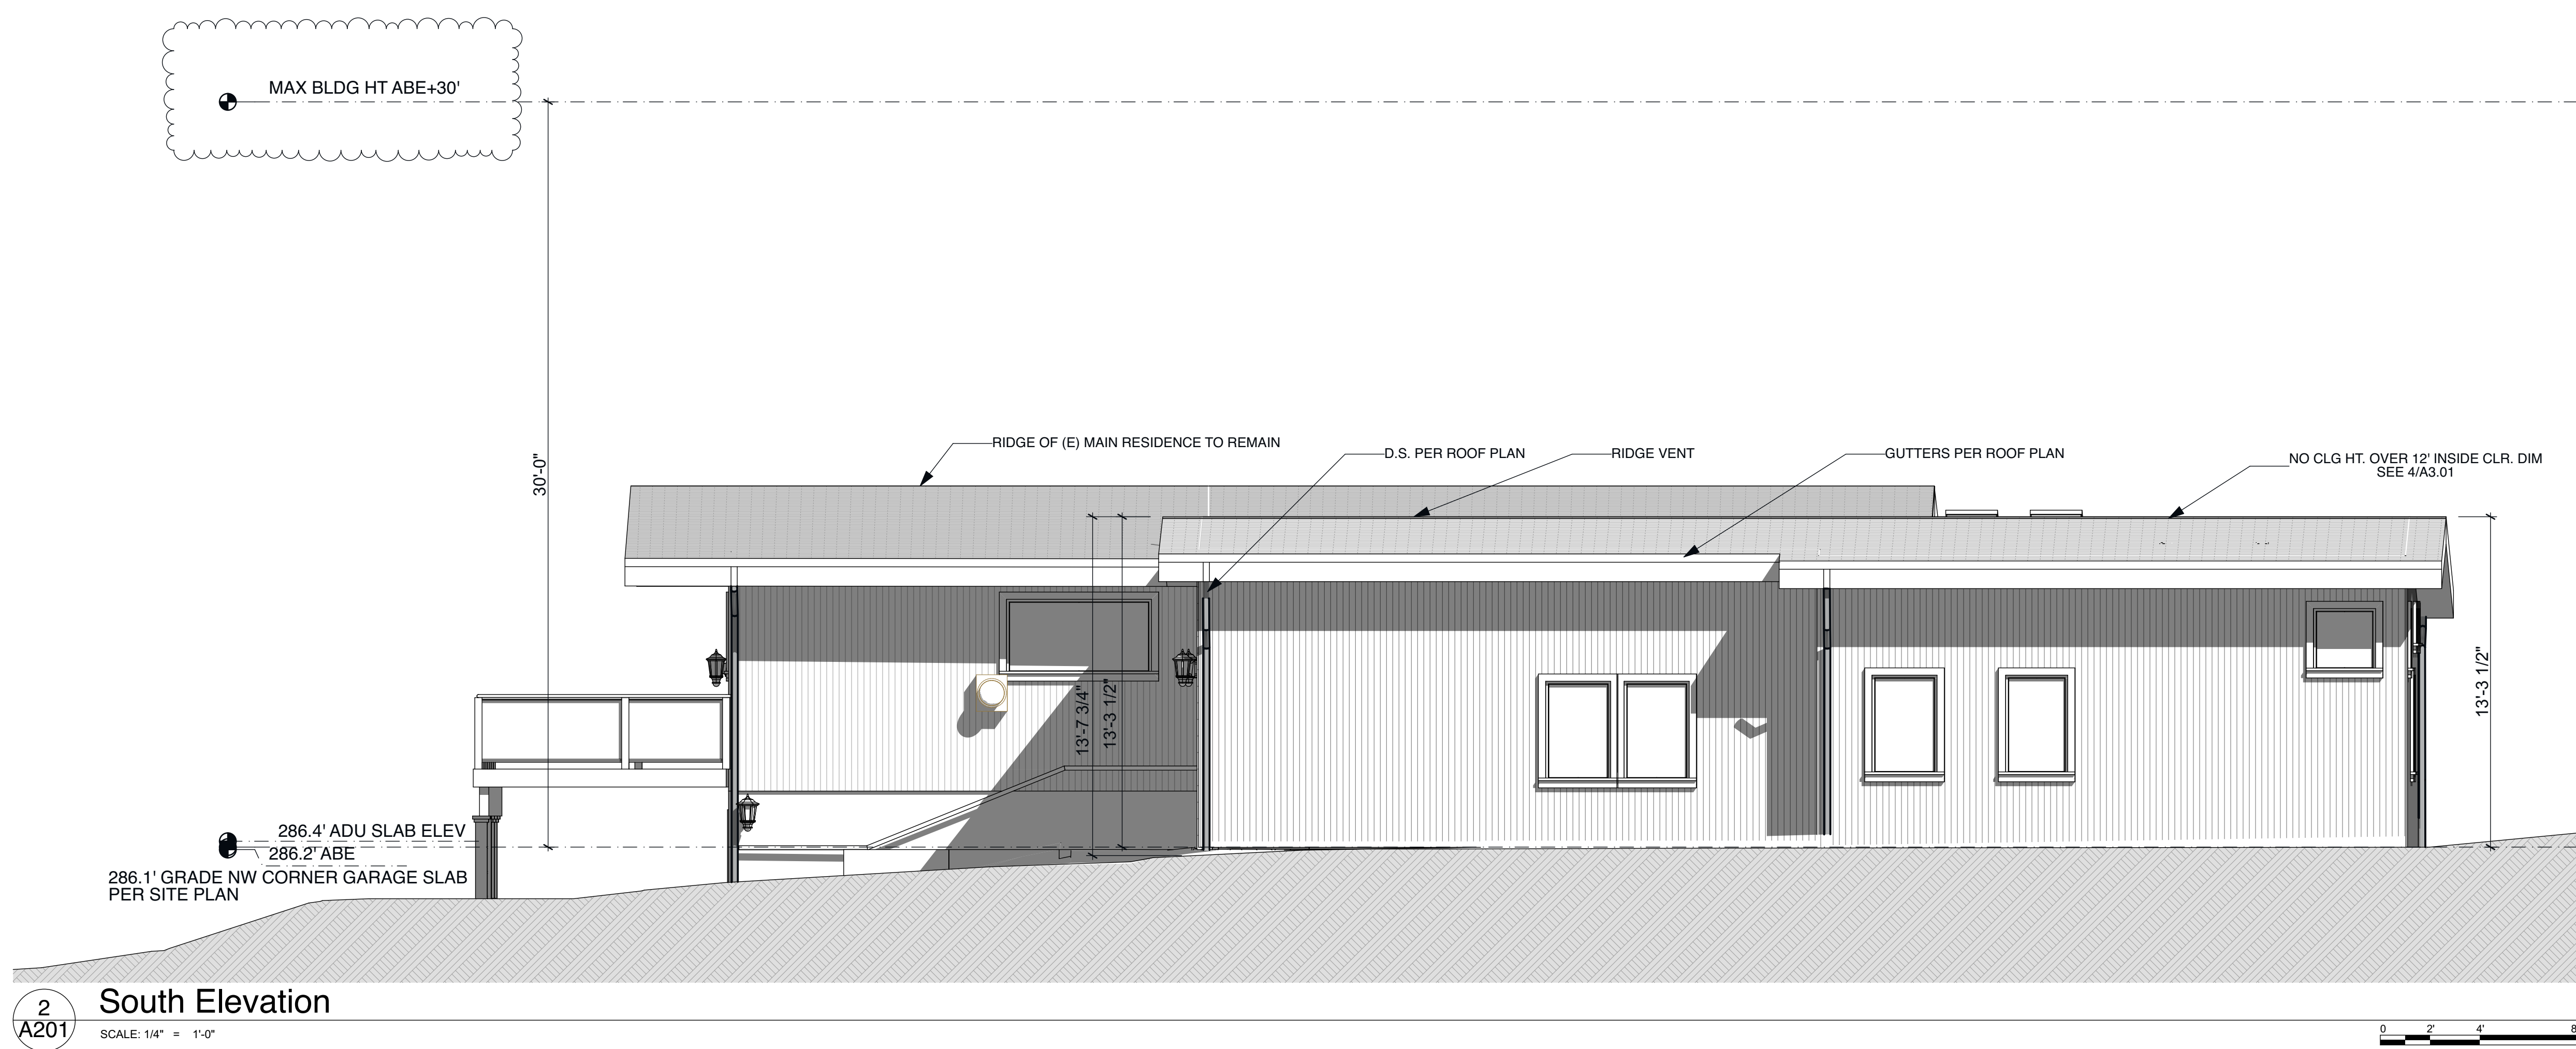 MAX BLDG HT ABE+30'
30'-0"
RIDGE OF (E) MAIN RESIDENCE TO REMAIN
D.S. PER ROOF PLAN
RIDGE VENT
GUTTERS PER ROOF PLAN
NO CLG HT. OVER 12' INSIDE CLR. DIM
SEE 4/A3.01
13'-7 3/4"
13'-3 1/2"
13'-3 1/2"
286.4' ADU SLAB ELEV
286.2' ABE
286.1' GRADE NW CORNER GARAGE SLAB
PER SITE PLAN
2
A201
South Elevation
SCALE: 1/4" = 1'-0"
0 2' 4' 8